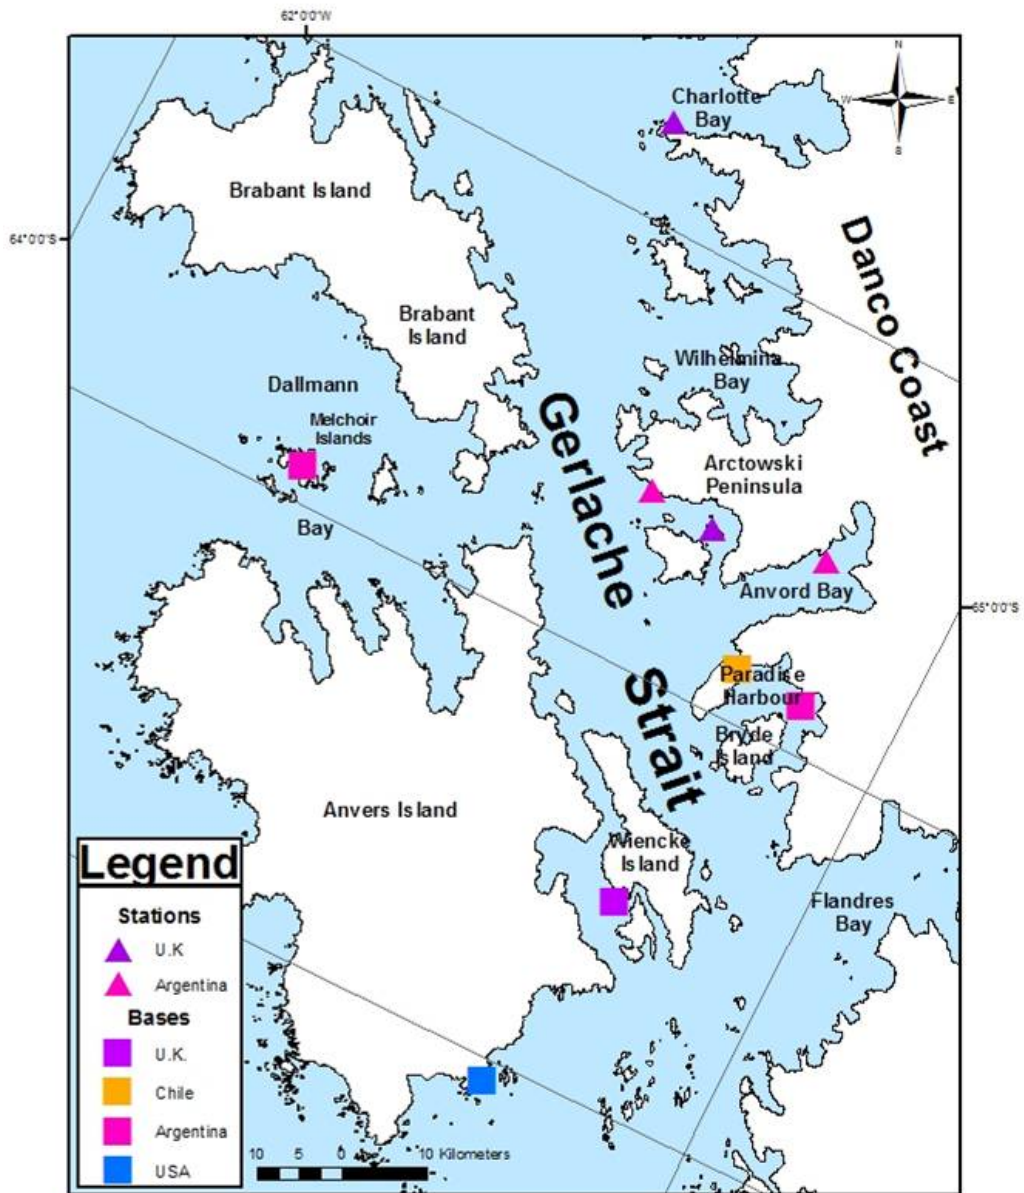 62°0'0"W
N
W
E
S
Charlotte
Bay
Brabant Island
64°0'0"S
Danco Coast
Brabant
Island
Wilhelmina
Bay
Dallmann
Melchoir
Islands
Gerlache
Strait
Arctowski
Peninsula
Bay
Anvord Bay
65°0'0"S
Paradise
Harbour
Bryde
Island
Anvers Island
Wiencke
Island
Flandres
Bay
Legend
Stations
U.K
Argentina
Bases
U.K.
Chile
Argentina
USA
10 5 0 10 Kilometers